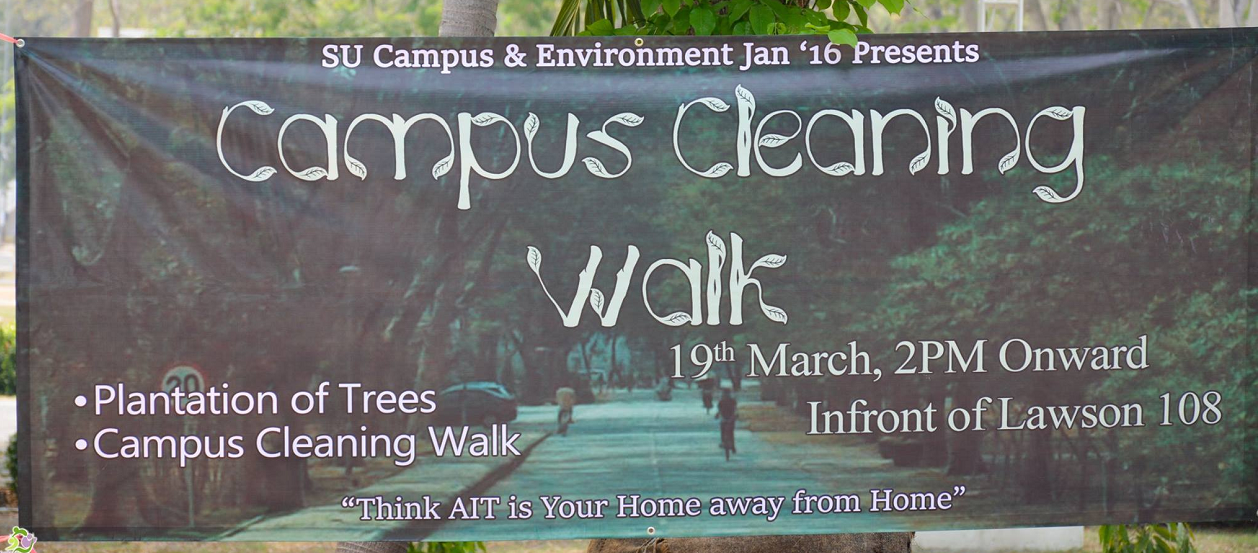 SU Campus & Environment Jan ‘16 Presents
Campus Cleaning
Walk
19th March, 2PM Onward
Infront of Lawson 108
20
•Plantation of Trees
•Campus Cleaning Walk
“Think AIT is Your Home away from Home”